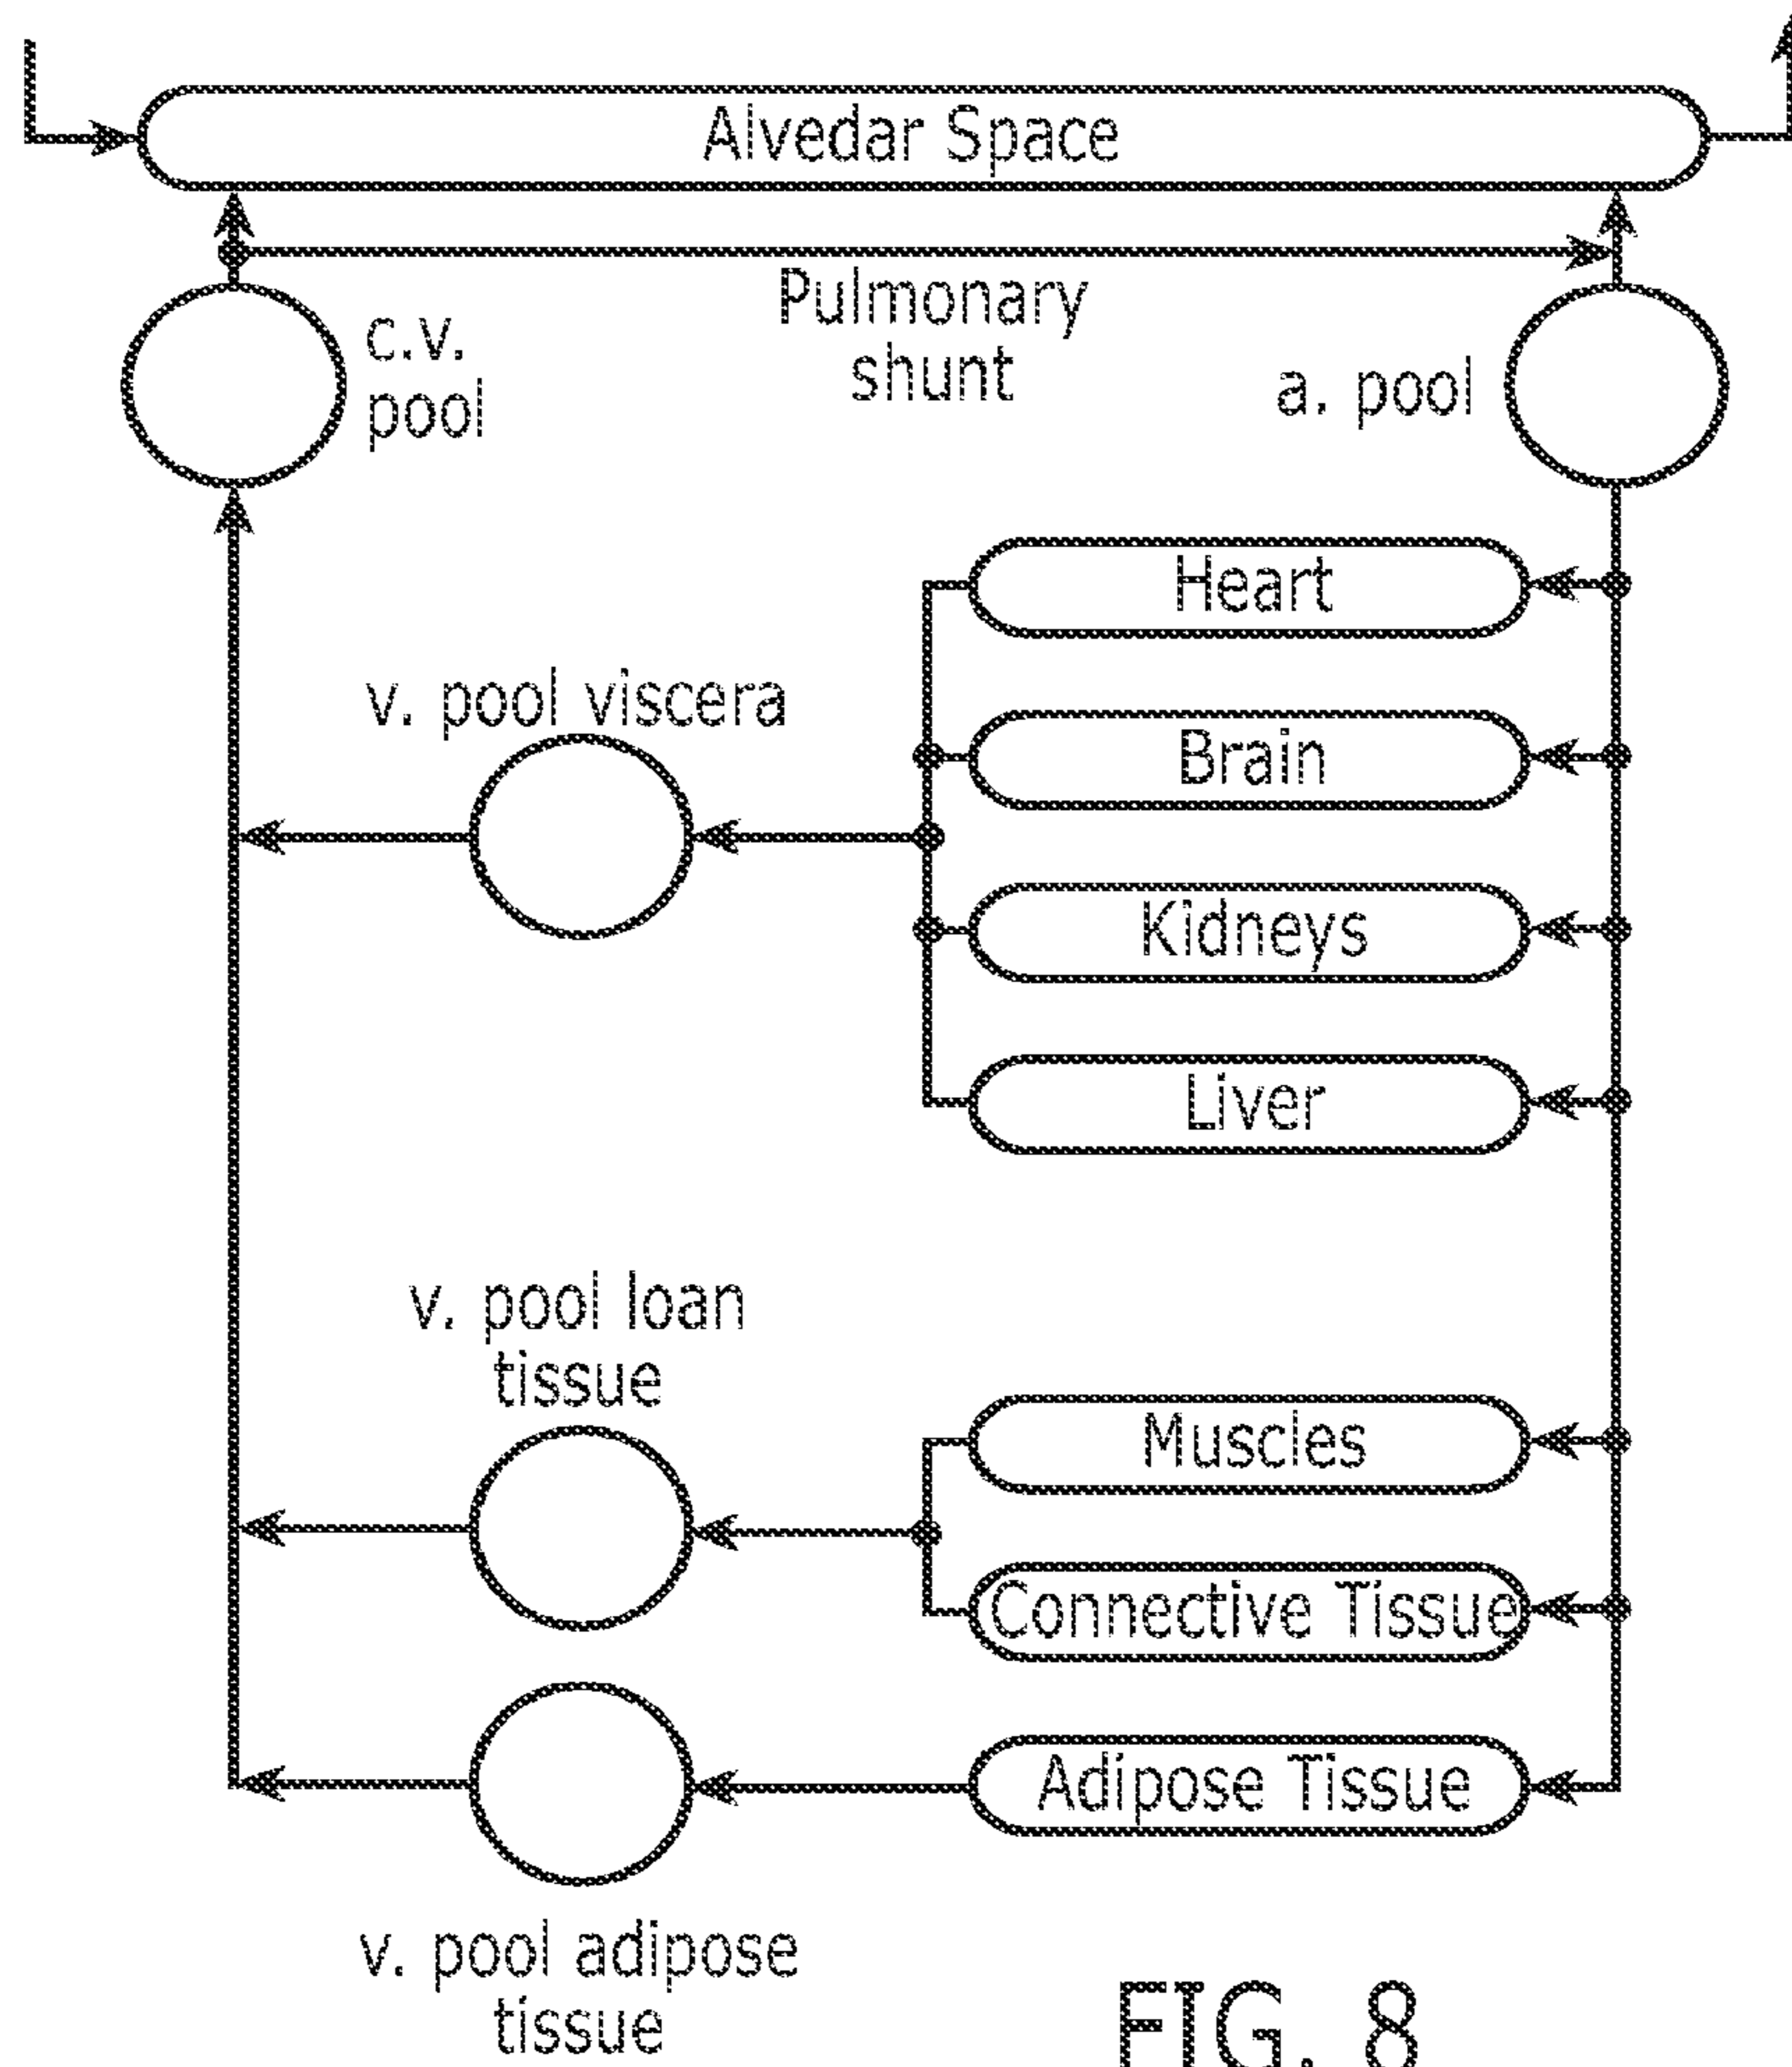 Alvedar Space
Pulmonary
shunt
c.v.
pool
a. pool
Heart
v. pool viscera
Brain
Kidneys
Liver
v. pool loan
tissue
Muscles
Connective Tissue
Adipose Tissue
v. pool adipose
tissue
FIG. 8